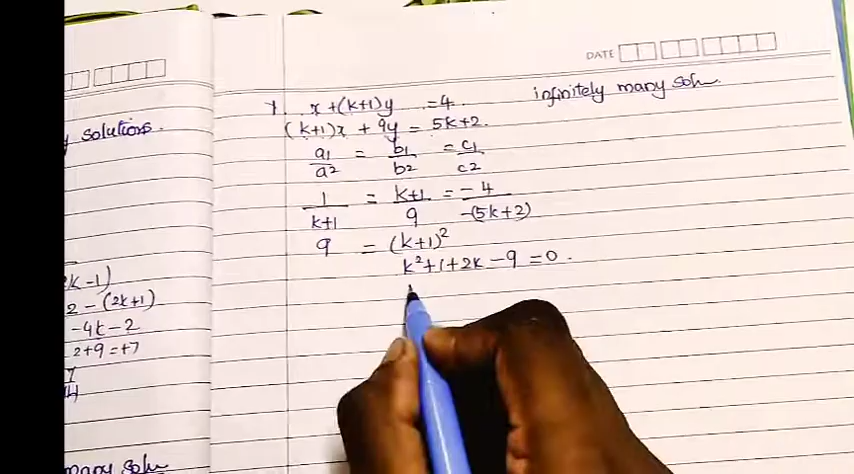 DATE
y solutions.
7. x + (k+1)y = 4 infinitely many soln.
(k+1)x + 9y = 5k+2.
a1/a2 = b1/b2 = c1/c2
1/k+1 = k+1/9 = -4/-(5k+2)
9 = (k+1)²
k²+1+2k-9 = 0.
k-1)
2 - (2k+1)
-4k-2
2+9 = +7
many soln